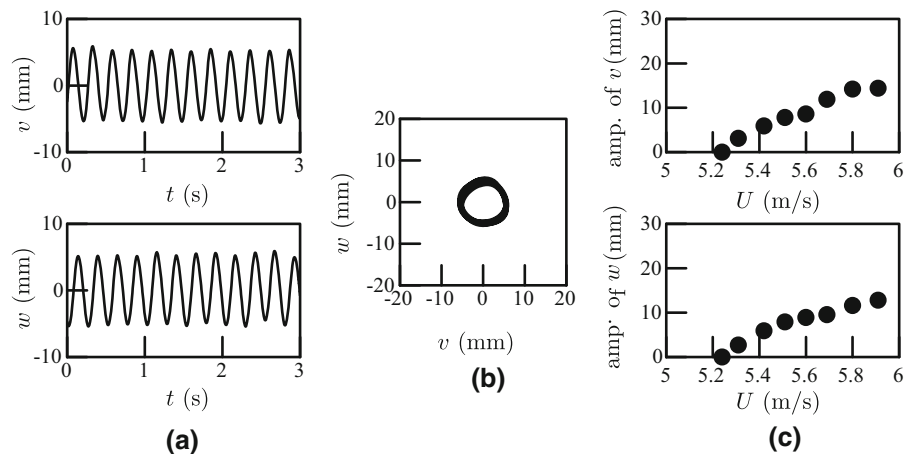 10
0
-10
v (mm)
0 1 2 3
t (s)
10
0
-10
w (mm)
0 1 2 3
t (s)
(a)
20
10
0
-10
-20
w (mm)
-20 -10 0 10 20
v (mm)
(b)
30
20
10
0
amp. of v (mm)
5 5.2 5.4 5.6 5.8 6
U (m/s)
30
20
10
0
amp. of w (mm)
5 5.2 5.4 5.6 5.8 6
U (m/s)
(c)